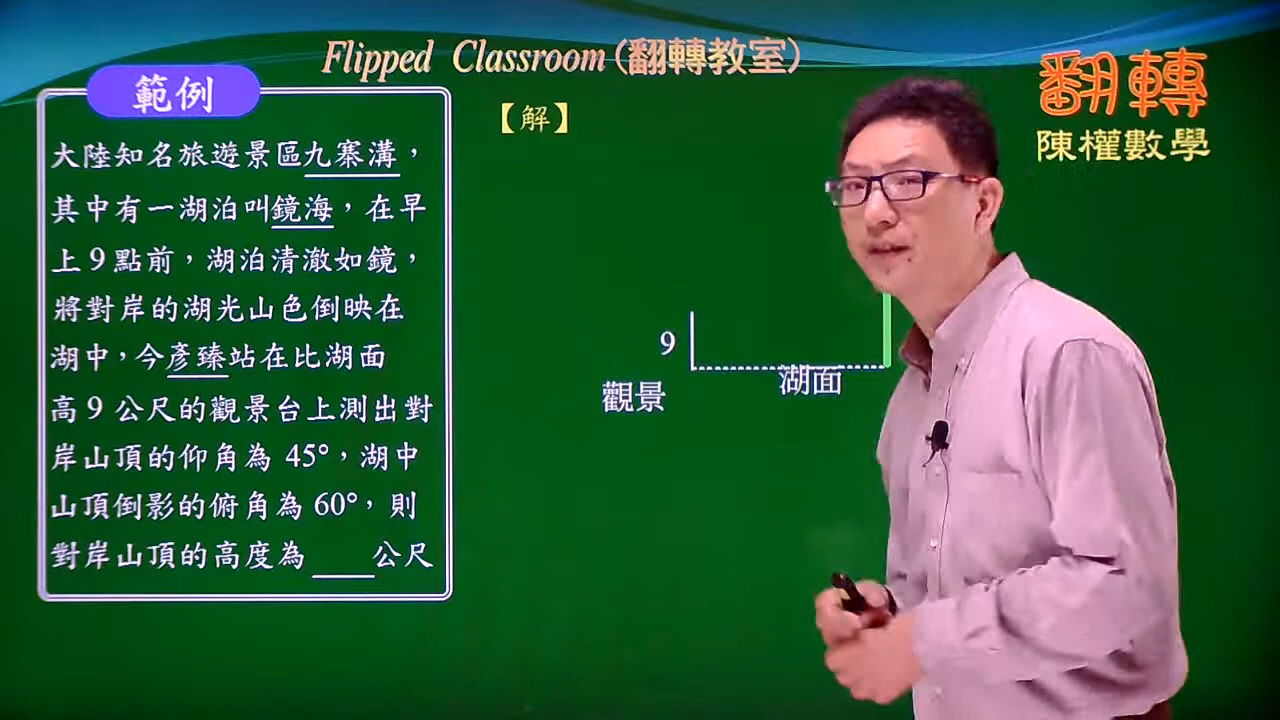 Flipped Classroom (翻轉教室)
翻轉
陳權數學
範例
大陸知名旅遊景區九寨溝，
其中有一湖泊叫鏡海，在早
上9點前，湖泊清澈如鏡，
將對岸的湖光山色倒映在
湖中，今彥臻站在比湖面
高9公尺的觀景台上測出對
岸山頂的仰角為 45°，湖中
山頂倒影的俯角為 60°，則
對岸山頂的高度為____公尺
【解】
9
湖面
觀景